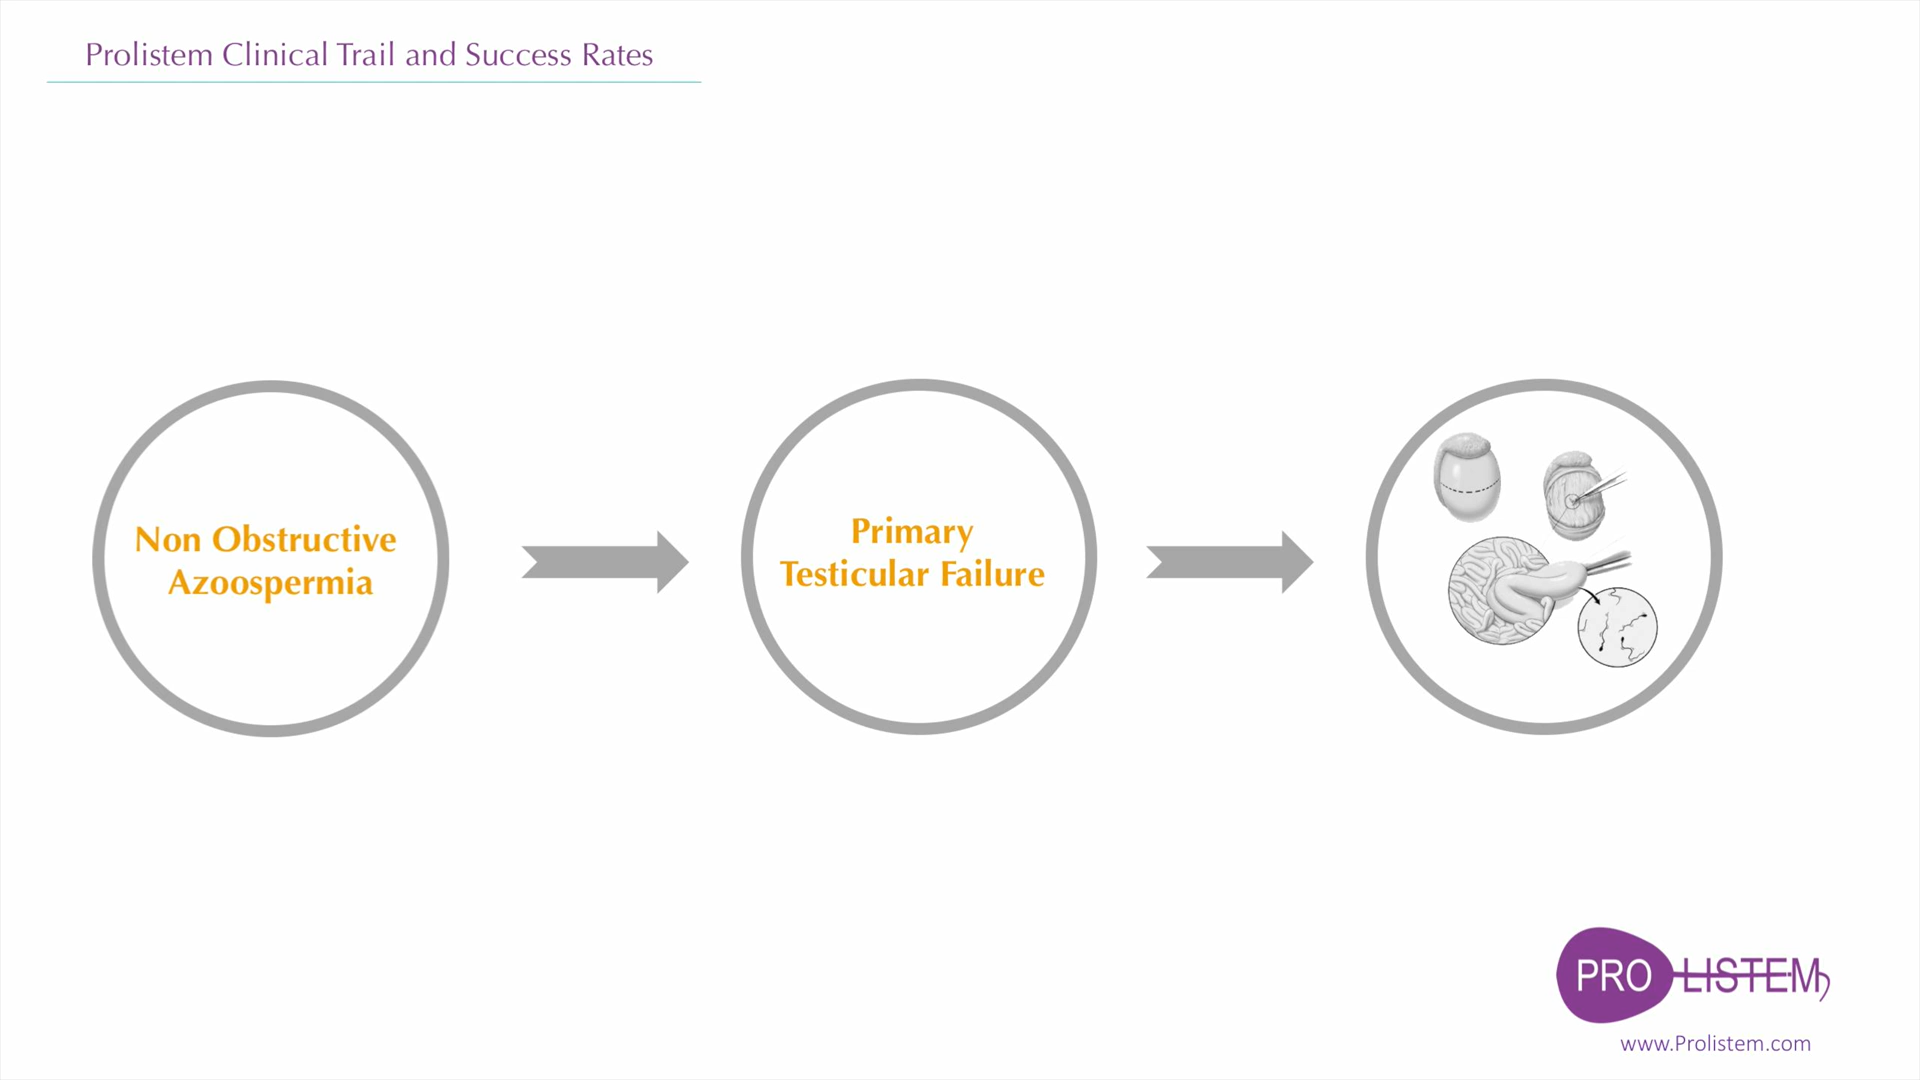 Prolistem Clinical Trail and Success Rates
Non Obstructive
Azoospermia
Primary
Testicular Failure
PRO LISTEM
www.Prolistem.com